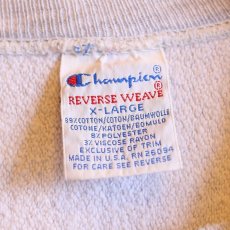 Champion®
REVERSE WEAVE®
X-LARGE
89% COTTON/COTON/BAUMWOLLE
COTONE/KATOEN/BOMULD
8% POLYESTER
3% VISCOSE RAYON
EXCLUSIVE OF TRIM
MADE IN U.S.A. RN 26094
FOR CARE SEE REVERSE